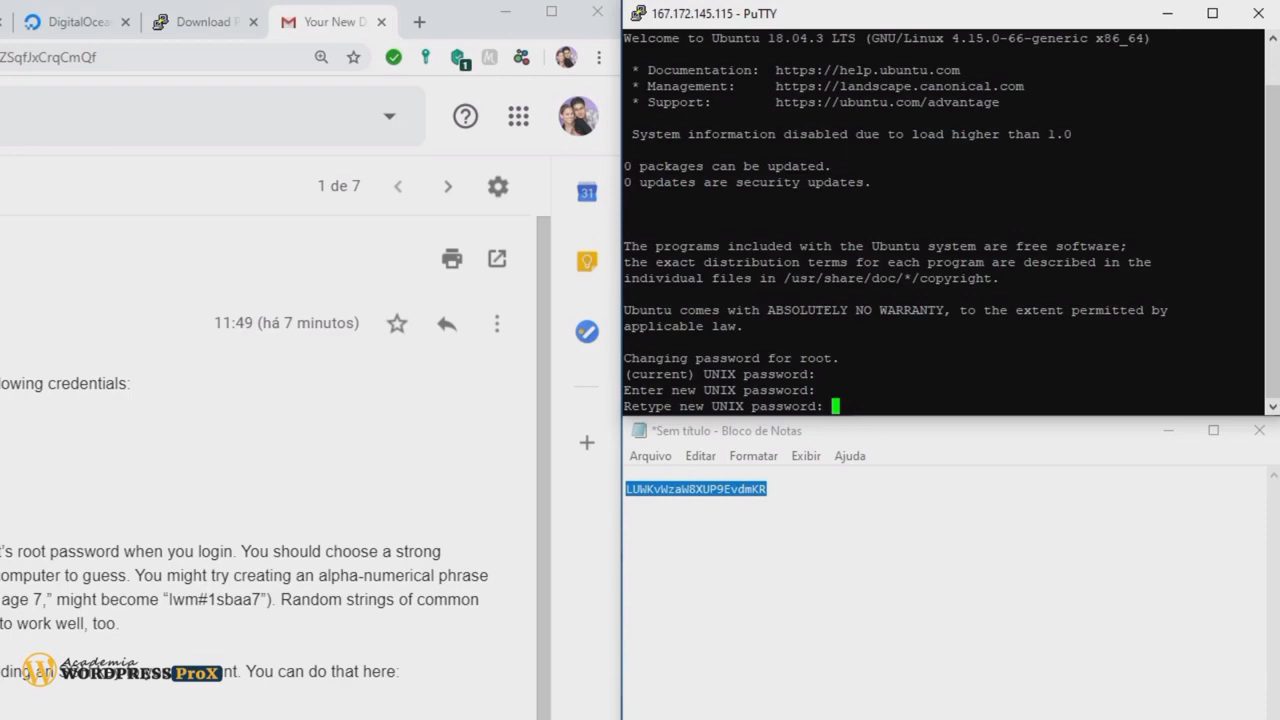 DigitalOcea
Download P
Your New D
ZSqfJxCrqCmQf
1
M
1 de 7
31
11:49 (há 7 minutos)
lowing credentials:
t's root password when you login. You should choose a strong
omputer to guess. You might try creating an alpha-numerical phrase
age 7,” might become “Iwm#1sbaa7”). Random strings of common
to work well, too.
nt. You can do that here:
Academia
WORDPRESS ProX
167.172.145.115 - PuTTY
Welcome to Ubuntu 18.04.3 LTS (GNU/Linux 4.15.0-66-generic x86_64)
* Documentation: https://help.ubuntu.com
* Management: https://landscape.canonical.com
* Support: https://ubuntu.com/advantage
System information disabled due to load higher than 1.0
0 packages can be updated.
0 updates are security updates.
The programs included with the Ubuntu system are free software;
the exact distribution terms for each program are described in the
individual files in /usr/share/doc/*/copyright.
Ubuntu comes with ABSOLUTELY NO WARRANTY, to the extent permitted by
applicable law.
Changing password for root.
(current) UNIX password:
Enter new UNIX password:
Retype new UNIX password:
*Sem título - Bloco de Notas
Arquivo Editar Formatar Exibir Ajuda
LUWKvWzaW8XUP9EvdmKR